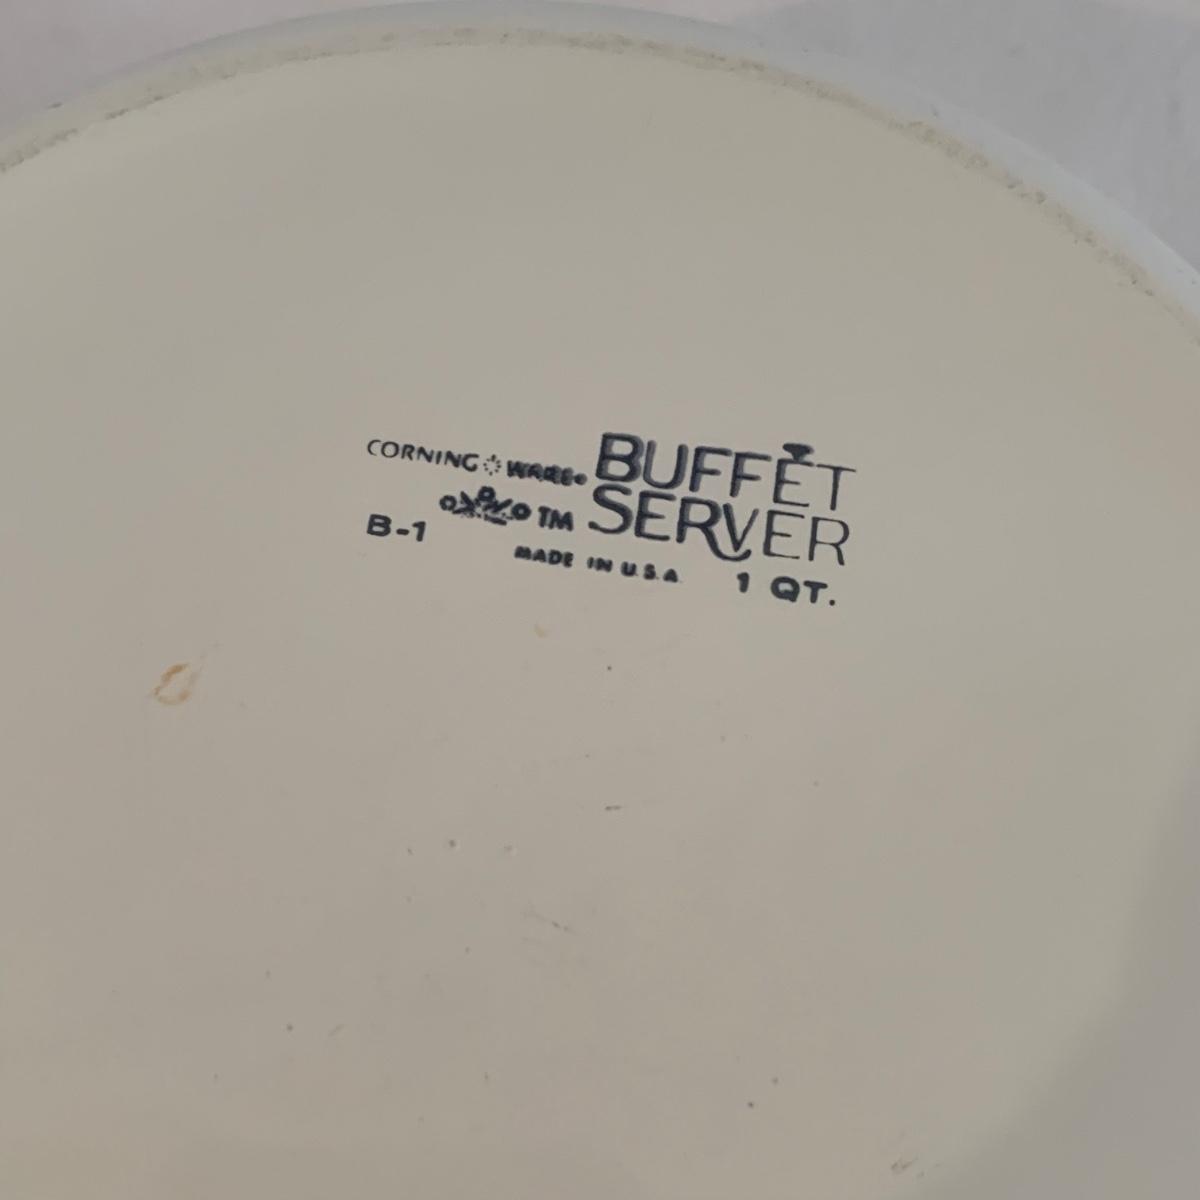 CORNING WARE® BUFFET
™ SERVER
B-1
MADE IN U.S.A. 1 QT.